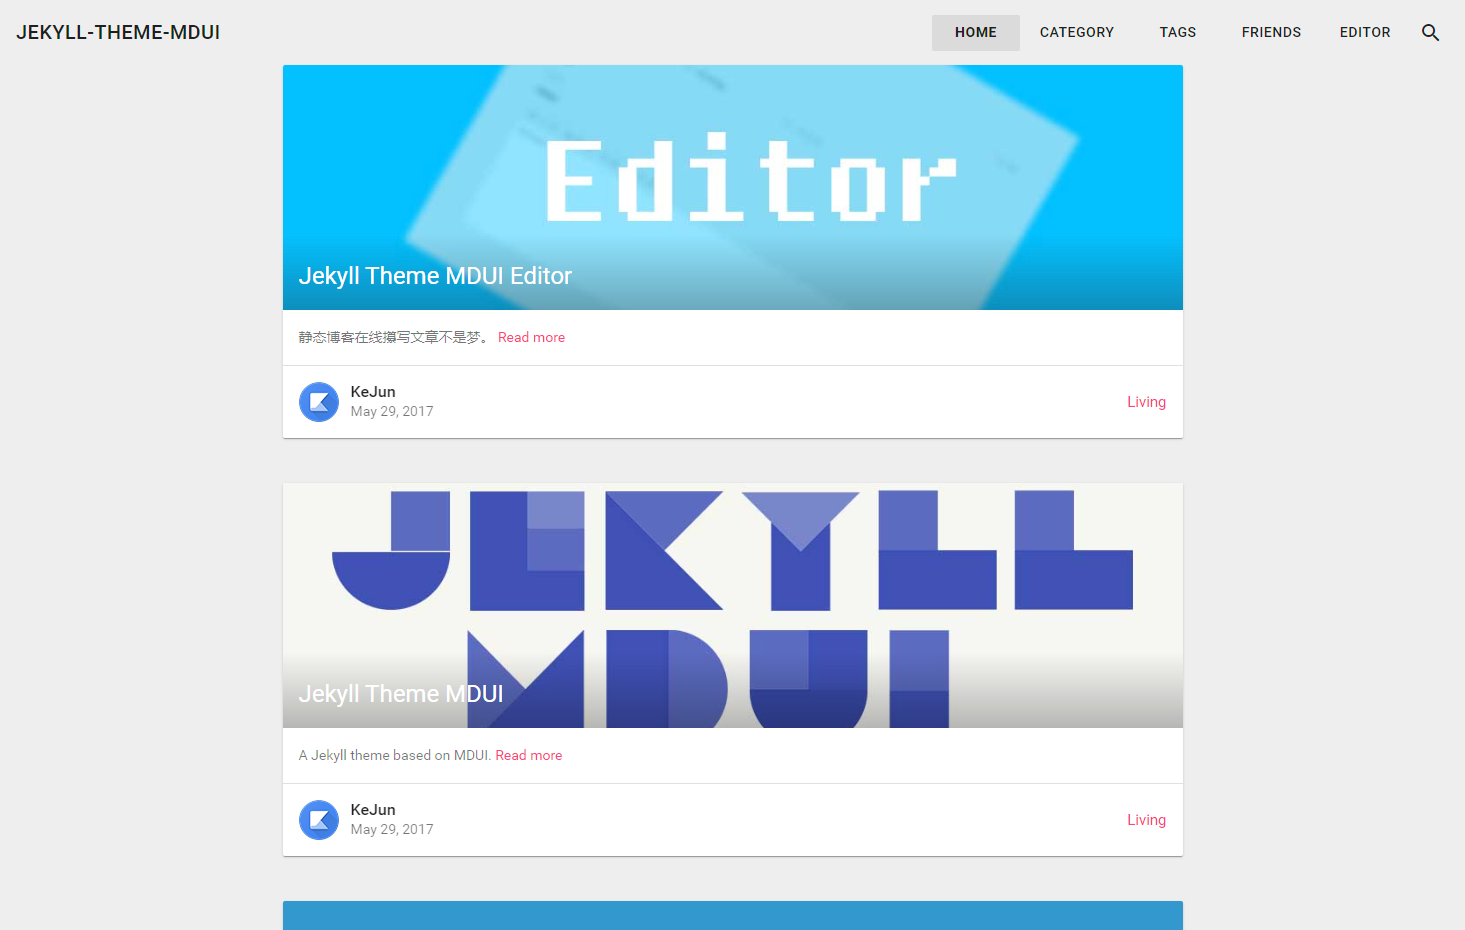 JEKYLL-THEME-MDUI
HOME CATEGORY TAGS FRIENDS EDITOR
Editor
Jekyll Theme MDUI Editor
静态博客在线撰写文章不是梦。 Read more
KeJun
May 29, 2017
Living
JEKYLL
MDUI
Jekyll Theme MDUI
A Jekyll theme based on MDUI. Read more
KeJun
May 29, 2017
Living